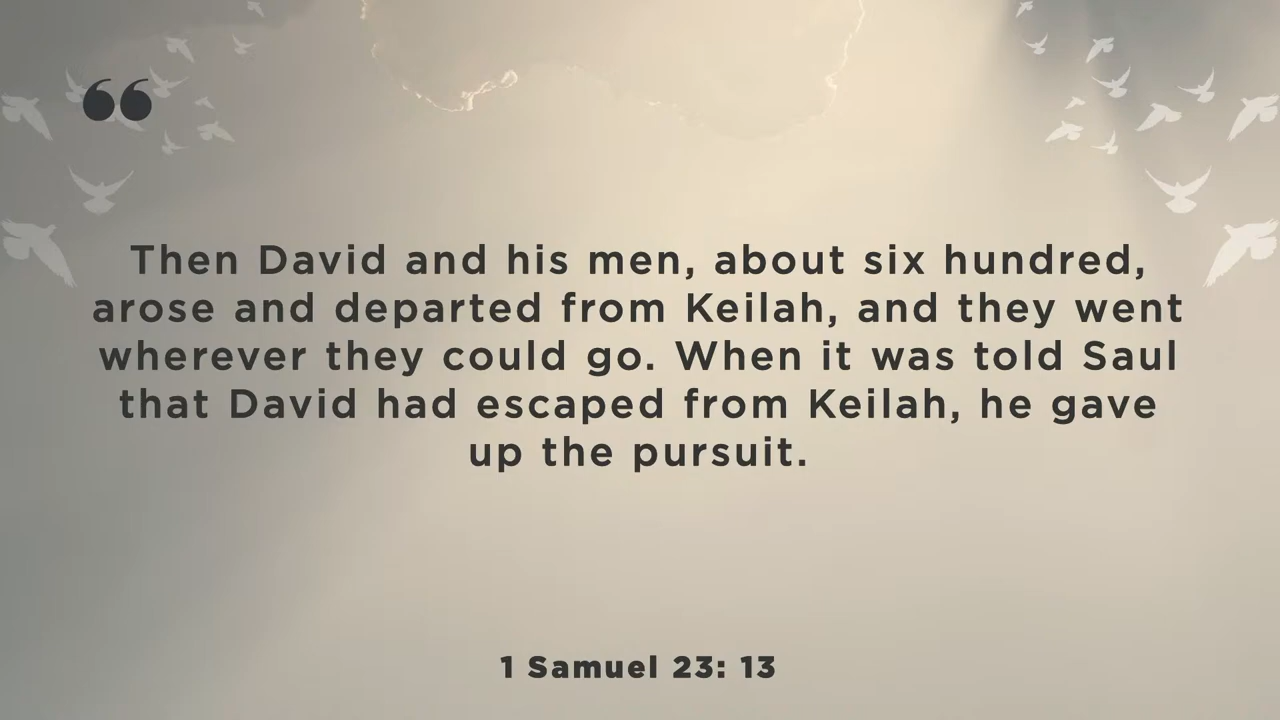 “
Then David and his men, about six hundred,
arose and departed from Keilah, and they went
wherever they could go. When it was told Saul
that David had escaped from Keilah, he gave
up the pursuit.
1 Samuel 23: 13